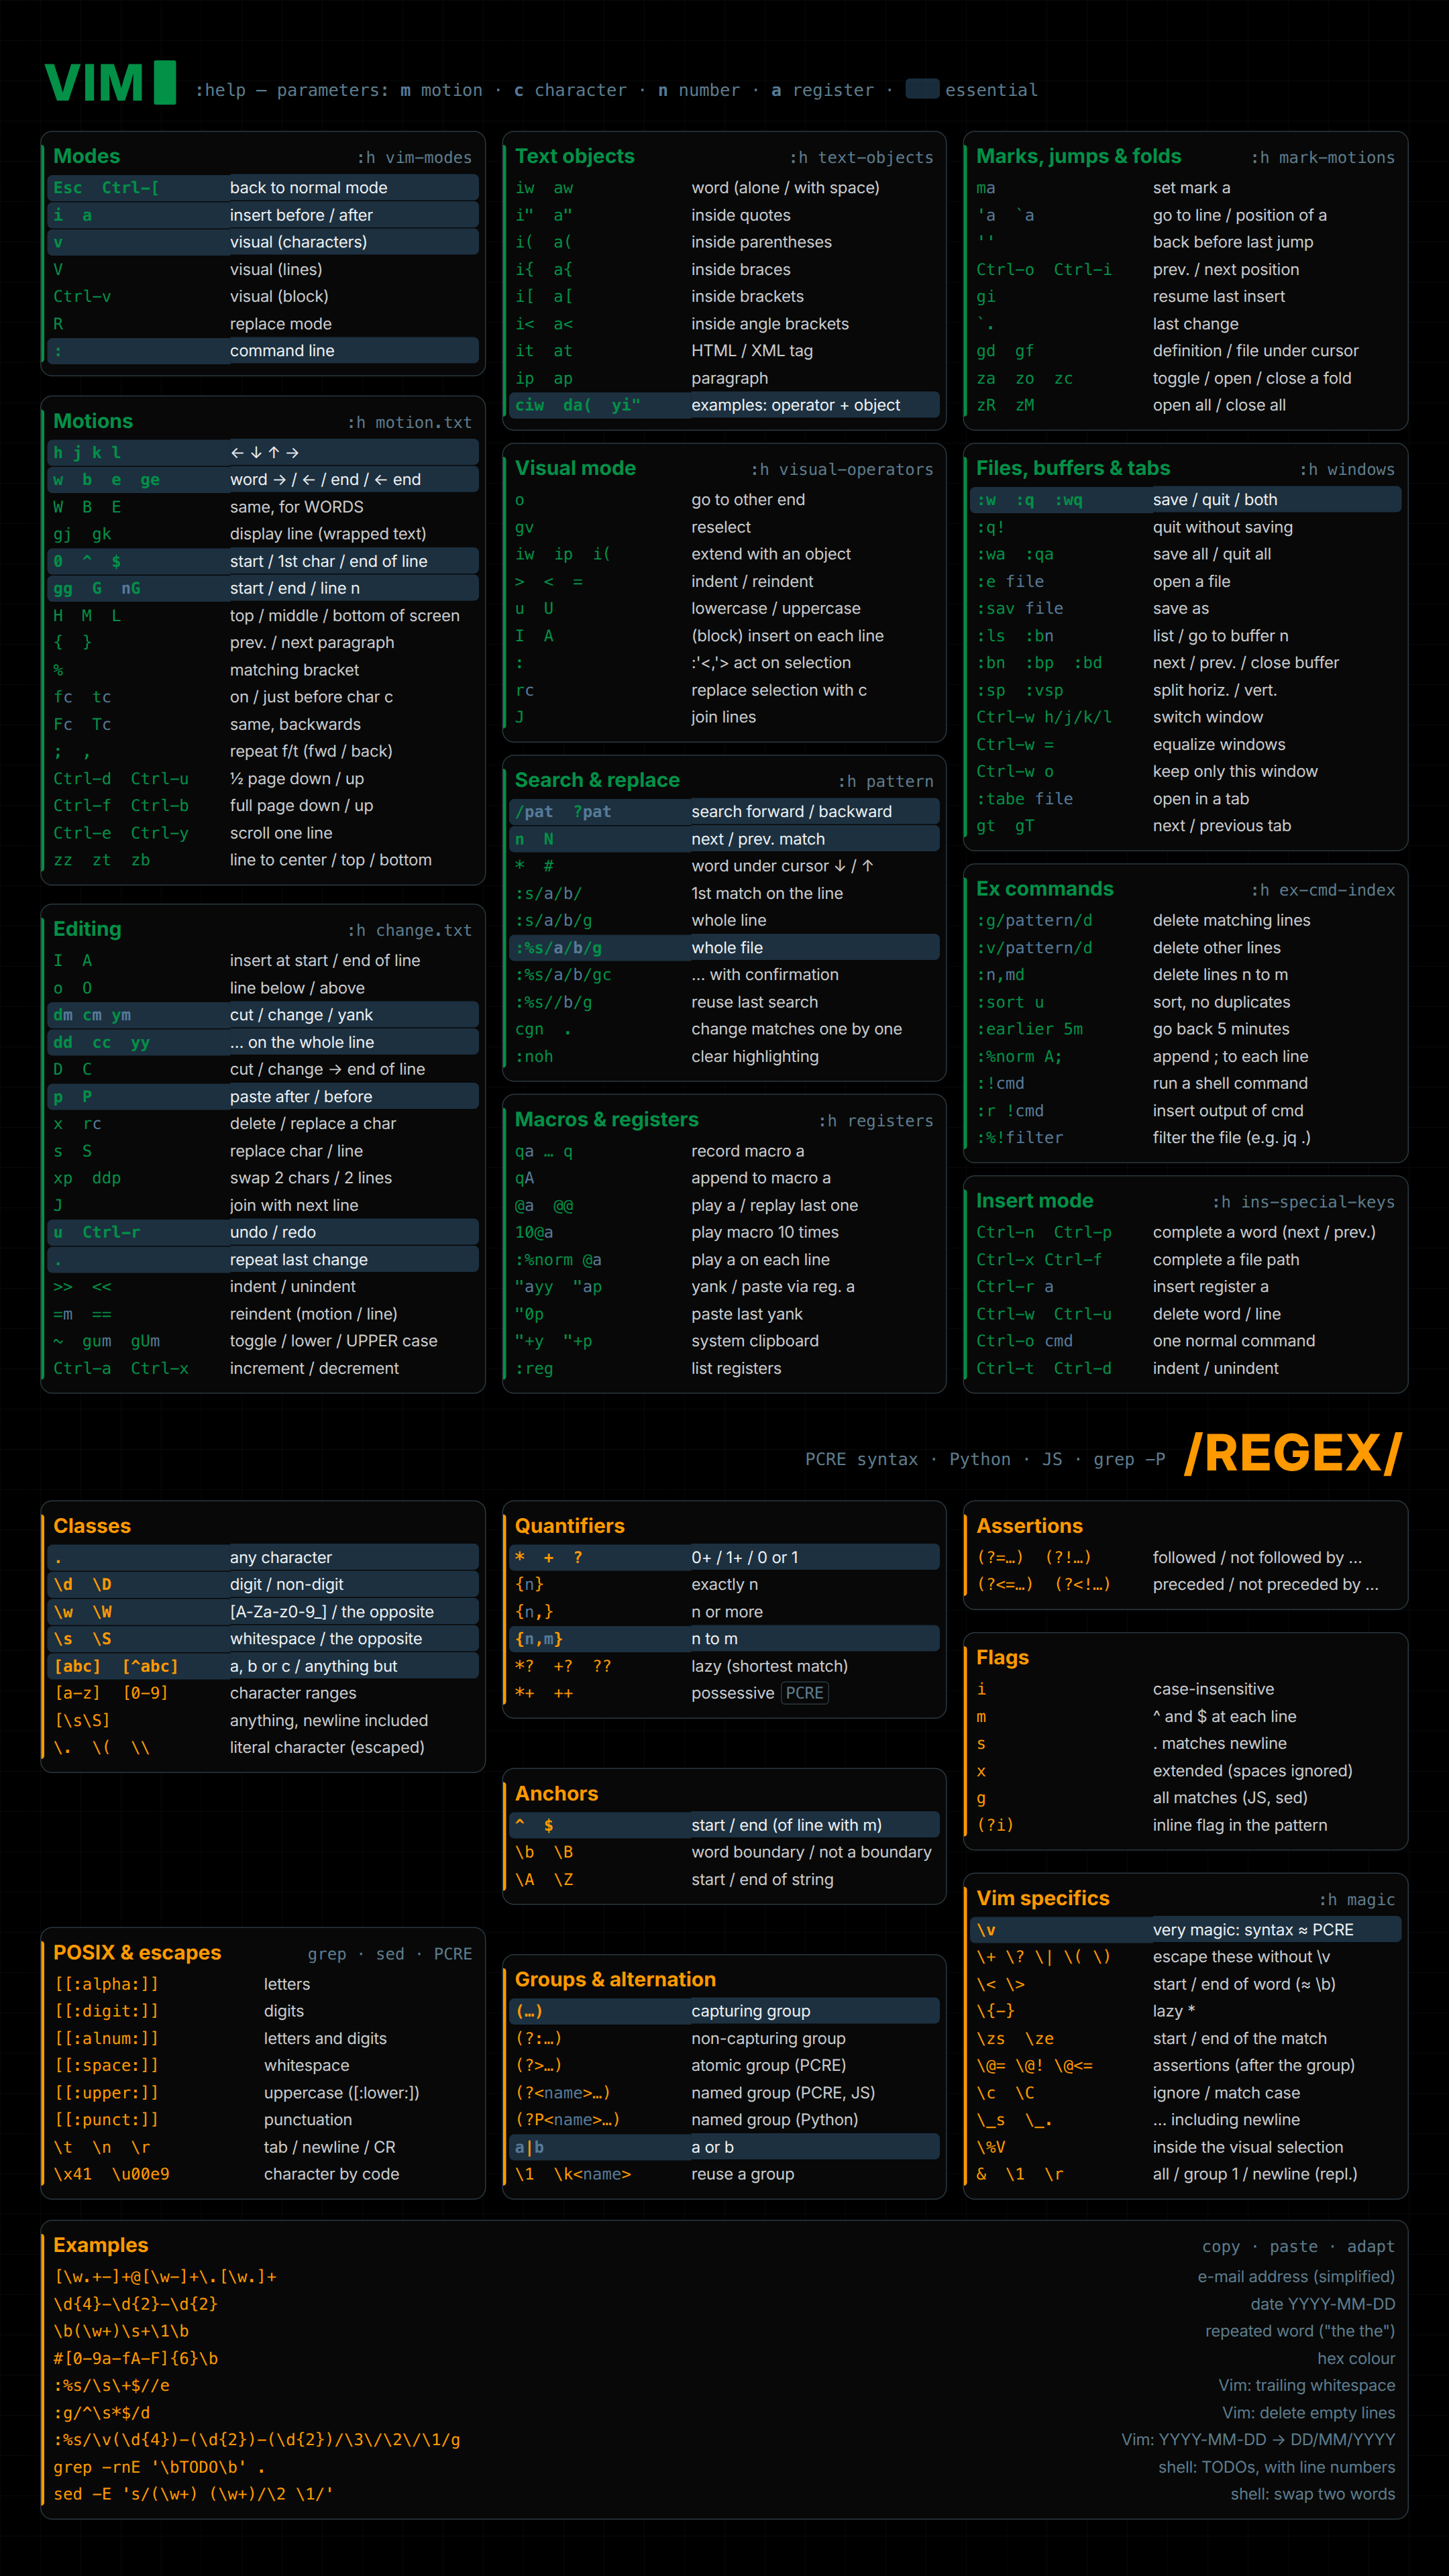 VIM
:help – parameters: m motion · c character · n number · a register · essential
Modes :h vim-modes
Esc Ctrl-[ back to normal mode
i a insert before / after
v visual (characters)
V visual (lines)
Ctrl-v visual (block)
R replace mode
: command line
Motions :h motion.txt
h j k l ← ↓ ↑ →
w b e ge word → / ← / end / ← end
W B E same, for WORDS
gj gk display line (wrapped text)
0 ^ $ start / 1st char / end of line
gg G nG start / end / line n
H M L top / middle / bottom of screen
{ } prev. / next paragraph
% matching bracket
fc tc on / just before char c
Fc Tc same, backwards
; , repeat f/t (fwd / back)
Ctrl-d Ctrl-u ½ page down / up
Ctrl-f Ctrl-b full page down / up
Ctrl-e Ctrl-y scroll one line
zz zt zb line to center / top / bottom
Editing :h change.txt
I A insert at start / end of line
o O line below / above
dm cm ym cut / change / yank
dd cc yy ... on the whole line
D C cut / change → end of line
p P paste after / before
x rc delete / replace a char
s S replace char / line
xp ddp swap 2 chars / 2 lines
J join with next line
u Ctrl-r undo / redo
. repeat last change
>> << indent / unindent
=m == reindent (motion / line)
~ gum gUm toggle / lower / UPPER case
Ctrl-a Ctrl-x increment / decrement
Text objects :h text-objects
iw aw word (alone / with space)
i" a" inside quotes
i( a( inside parentheses
i{ a{ inside braces
i[ a[ inside brackets
i< a< inside angle brackets
it at HTML / XML tag
ip ap paragraph
ciw da( yi" examples: operator + object
Visual mode :h visual-operators
o go to other end
gv reselect
iw ip i( extend with an object
> < = indent / reindent
u U lowercase / uppercase
I A (block) insert on each line
: :'<,'> act on selection
rc replace selection with c
J join lines
Search & replace :h pattern
/pat ?pat search forward / backward
n N next / prev. match
* # word under cursor ↓ / ↑
:s/a/b/ 1st match on the line
:s/a/b/g whole line
:%s/a/b/g whole file
:%s/a/b/gc ... with confirmation
:%s//b/g reuse last search
cgn . change matches one by one
:noh clear highlighting
Macros & registers :h registers
qa … q record macro a
qA append to macro a
@a @@ play a / replay last one
10@a play macro 10 times
:%norm @a play a on each line
"ayy "ap yank / paste via reg. a
"0p paste last yank
"+y "+p system clipboard
:reg list registers
Marks, jumps & folds :h mark-motions
ma set mark a
'a `a go to line / position of a
'' back before last jump
Ctrl-o Ctrl-i prev. / next position
gi resume last insert
`. last change
gd gf definition / file under cursor
za zo zc toggle / open / close a fold
zR zM open all / close all
Files, buffers & tabs :h windows
:w :q :wq save / quit / both
:q! quit without saving
:wa :qa save all / quit all
:e file open a file
:sav file save as
:ls :bn list / go to buffer n
:bn :bp :bd next / prev. / close buffer
:sp :vsp split horiz. / vert.
Ctrl-w h/j/k/l switch window
Ctrl-w = equalize windows
Ctrl-w o keep only this window
:tabe file open in a tab
gt gT next / previous tab
Ex commands :h ex-cmd-index
:g/pattern/d delete matching lines
:v/pattern/d delete other lines
:n,md delete lines n to m
:sort u sort, no duplicates
:earlier 5m go back 5 minutes
:%norm A; append ; to each line
:!cmd run a shell command
:r !cmd insert output of cmd
:%!filter filter the file (e.g. jq .)
Insert mode :h ins-special-keys
Ctrl-n Ctrl-p complete a word (next / prev.)
Ctrl-x Ctrl-f complete a file path
Ctrl-r a insert register a
Ctrl-w Ctrl-u delete word / line
Ctrl-o cmd one normal command
Ctrl-t Ctrl-d indent / unindent
PCRE syntax · Python · JS · grep -P /REGEX/
Classes
. any character
\d \D digit / non-digit
\w \W [A-Za-z0-9_] / the opposite
\s \S whitespace / the opposite
[abc] [^abc] a, b or c / anything but
[a-z] [0-9] character ranges
[\s\S] anything, newline included
\. \( \\ literal character (escaped)
POSIX & escapes grep · sed · PCRE
[[:alpha:]] letters
[[:digit:]] digits
[[:alnum:]] letters and digits
[[:space:]] whitespace
[[:upper:]] uppercase ([:lower:])
[[:punct:]] punctuation
\t \n \r tab / newline / CR
\x41 \u00e9 character by code
Quantifiers
* + ? 0+ / 1+ / 0 or 1
{n} exactly n
{n,} n or more
{n,m} n to m
*? +? ?? lazy (shortest match)
*+ ++ possessive PCRE
Anchors
^ $ start / end (of line with m)
\b \B word boundary / not a boundary
\A \Z start / end of string
Groups & alternation
(…) capturing group
(?:…) non-capturing group
(?>…) atomic group (PCRE)
(?<name>…) named group (PCRE, JS)
(?P<name>…) named group (Python)
a|b a or b
\1 \k<name> reuse a group
Assertions
(?=…) (?!…) followed / not followed by ...
(?<=…) (?<!…) preceded / not preceded by ...
Flags
i case-insensitive
m ^ and $ at each line
s . matches newline
x extended (spaces ignored)
g all matches (JS, sed)
(?i) inline flag in the pattern
Vim specifics :h magic
\v very magic: syntax ≈ PCRE
\+ \? \| \( \) escape these without \v
\< \> start / end of word (≈ \b)
\{-} lazy *
\zs \ze start / end of the match
\@= \@! \@<= assertions (after the group)
\c \C ignore / match case
\_s \_. ... including newline
\%V inside the visual selection
& \1 \r all / group 1 / newline (repl.)
Examples copy · paste · adapt
[\w.+-]+@[\w-]+\.[\w.]+ e-mail address (simplified)
\d{4}-\d{2}-\d{2} date YYYY-MM-DD
\b(\w+)\s+\1\b repeated word ("the the")
#[0-9a-fA-F]{6}\b hex colour
:%s/\s\+$//e Vim: trailing whitespace
:g/^\s*$/d Vim: delete empty lines
:%s/\v(\d{4})-(\d{2})-(\d{2})/\3\/\2\/\1/g Vim: YYYY-MM-DD → DD/MM/YYYY
grep -rnE '\bTODO\b' . shell: TODOs, with line numbers
sed -E 's/(\w+) (\w+)/\2 \1/' shell: swap two words